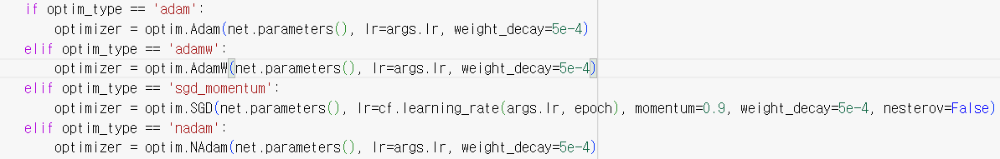 if optim_type == 'adam':
    optimizer = optim.Adam(net.parameters(), lr=args.lr, weight_decay=5e-4)
elif optim_type == 'adamw':
    optimizer = optim.AdamW(net.parameters(), lr=args.lr, weight_decay=5e-4)
elif optim_type == 'sgd_momentum':
    optimizer = optim.SGD(net.parameters(), lr=cf.learning_rate(args.lr, epoch), momentum=0.9, weight_decay=5e-4, nesterov=False)
elif optim_type == 'nadam':
    optimizer = optim.NAdam(net.parameters(), lr=args.lr, weight_decay=5e-4)